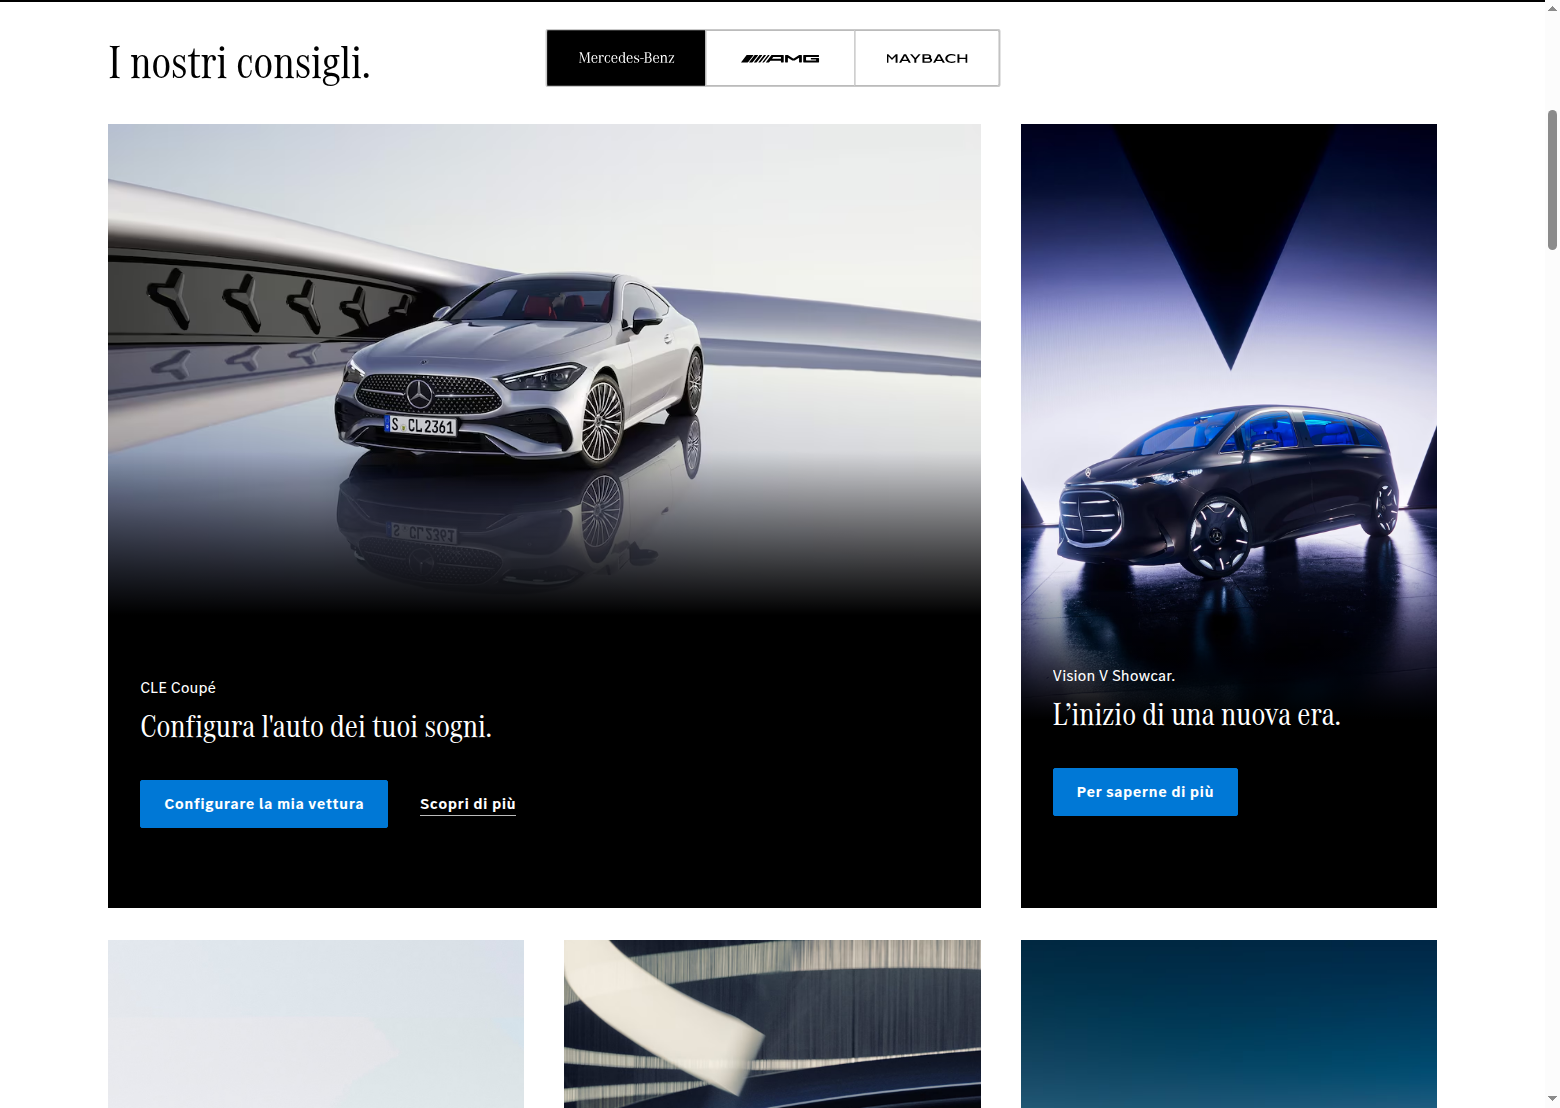 I nostri consigli.
Mercedes-Benz
AMG
MAYBACH
S CL 2361
CLE Coupé
Configura l'auto dei tuoi sogni.
Configurare la mia vettura
Scopri di più
Vision V Showcar.
L’inizio di una nuova era.
Per saperne di più